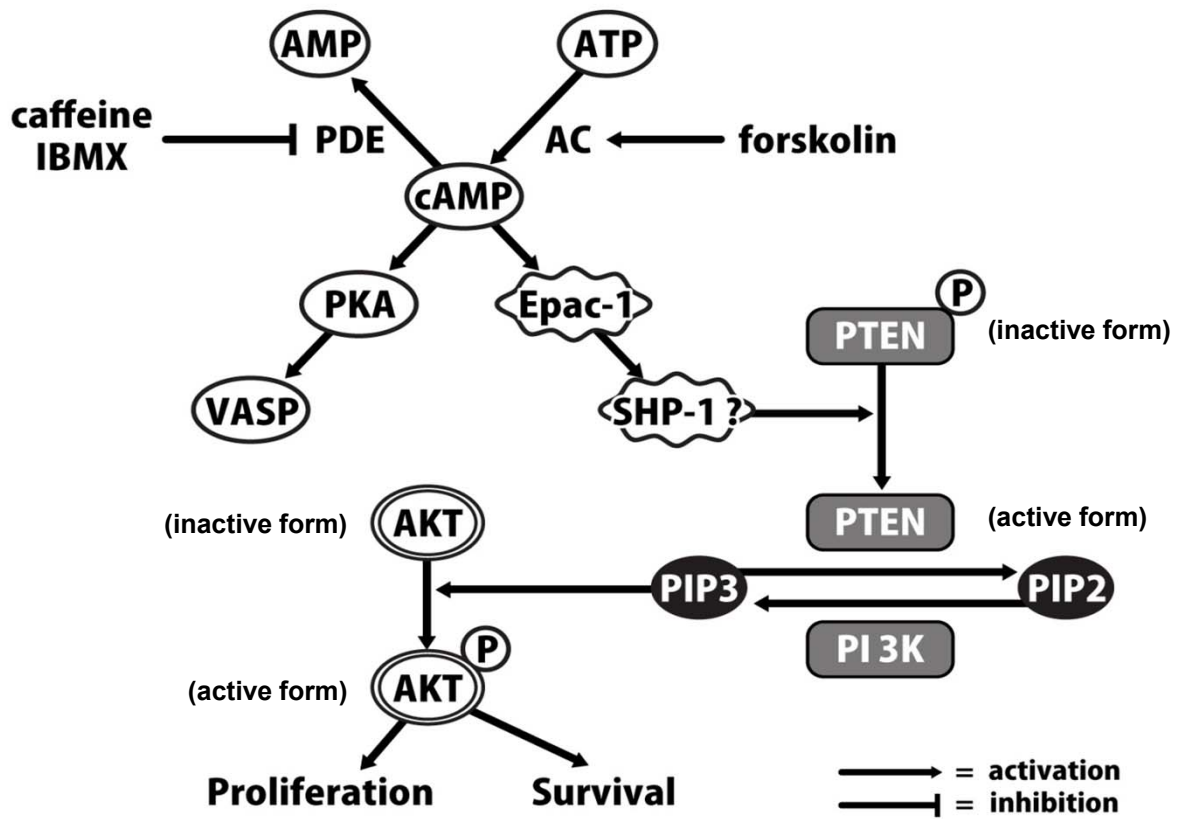 AMP
ATP
caffeine
IBMX
PDE
AC
forskolin
cAMP
PKA
Epac-1
P
PTEN
(inactive form)
VASP
SHP-1 ?
(inactive form)
AKT
PTEN
(active form)
PIP3
PIP2
P
PI 3K
(active form)
AKT
Proliferation
Survival
= activation
= inhibition